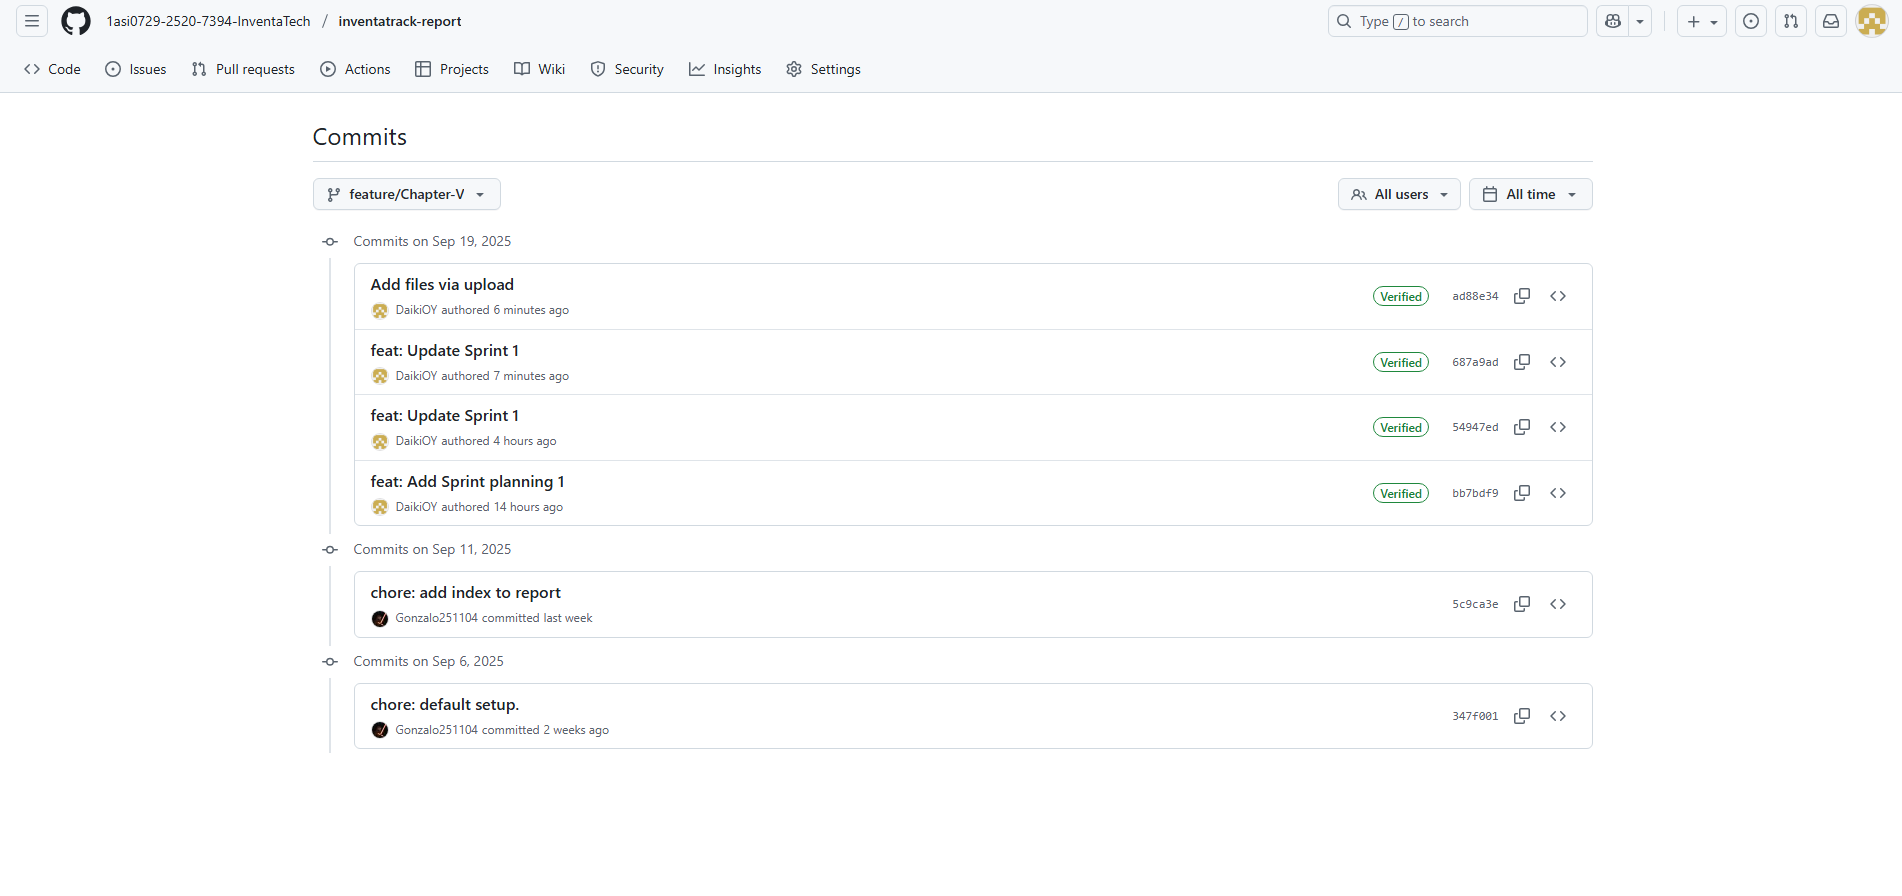 1asi0729-2520-7394-InventaTech / inventatrack-report
Type / to search
Code Issues Pull requests Actions Projects Wiki Security Insights Settings
Commits
feature/Chapter-V
All users
All time
Commits on Sep 19, 2025
Add files via upload
DaikiOY authored 6 minutes ago
Verified
ad88e34
feat: Update Sprint 1
DaikiOY authored 7 minutes ago
Verified
687a9ad
feat: Update Sprint 1
DaikiOY authored 4 hours ago
Verified
54947ed
feat: Add Sprint planning 1
DaikiOY authored 14 hours ago
Verified
bb7bdf9
Commits on Sep 11, 2025
chore: add index to report
Gonzalo251104 committed last week
5c9ca3e
Commits on Sep 6, 2025
chore: default setup.
Gonzalo251104 committed 2 weeks ago
347f001